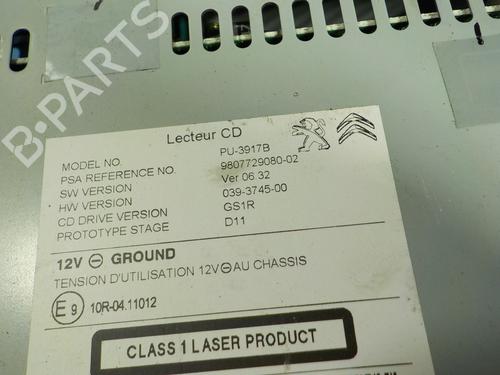 B-PARTS
Lecteur CD
MODEL NO. PU-3917B
PSA REFERENCE NO. 9807729080-02
SW VERSION Ver 06.32
HW VERSION 039-3745-00
CD DRIVE VERSION GS1R
PROTOTYPE STAGE D11
12V ⊖ GROUND
TENSION D'UTILISATION 12V⊖AU CHASSIS
E9 10R-04.11012
CLASS 1 LASER PRODUCT